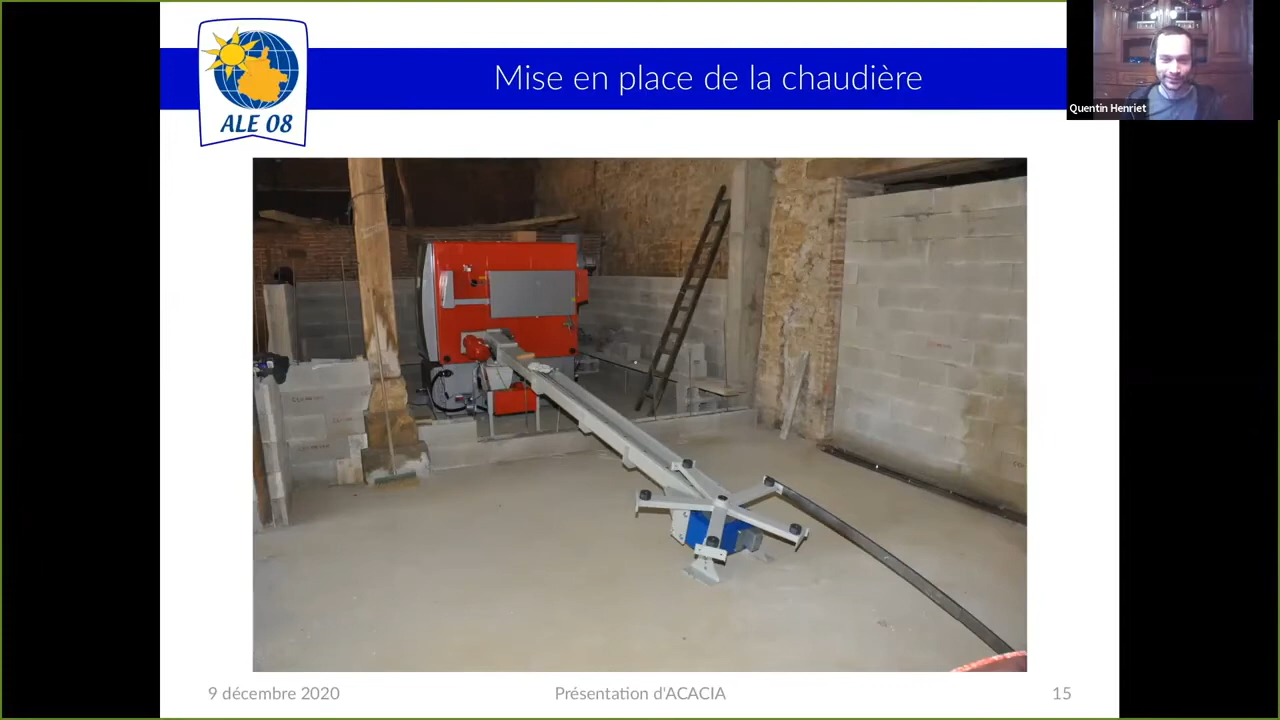 Mise en place de la chaudière
Quentin Henriet
ALE 08
9 décembre 2020
Présentation d'ACACIA
15